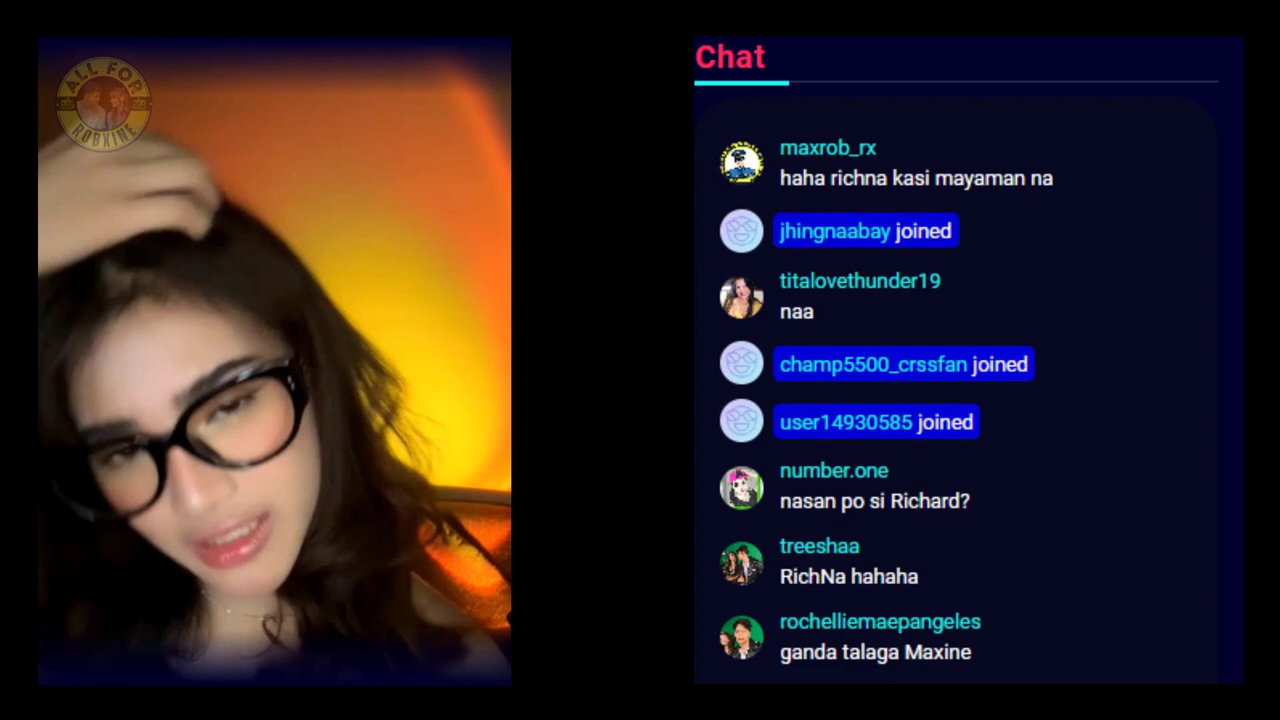 ALL FOR
ROBXINE
Chat
maxrob_rx
haha richna kasi mayaman na
jhingnaabay joined
titalovethunder19
naa
champ5500_crssfan joined
user14930585 joined
number.one
nasan po si Richard?
treeshaa
RichNa hahaha
rochelliemaepangeles
ganda talaga Maxine